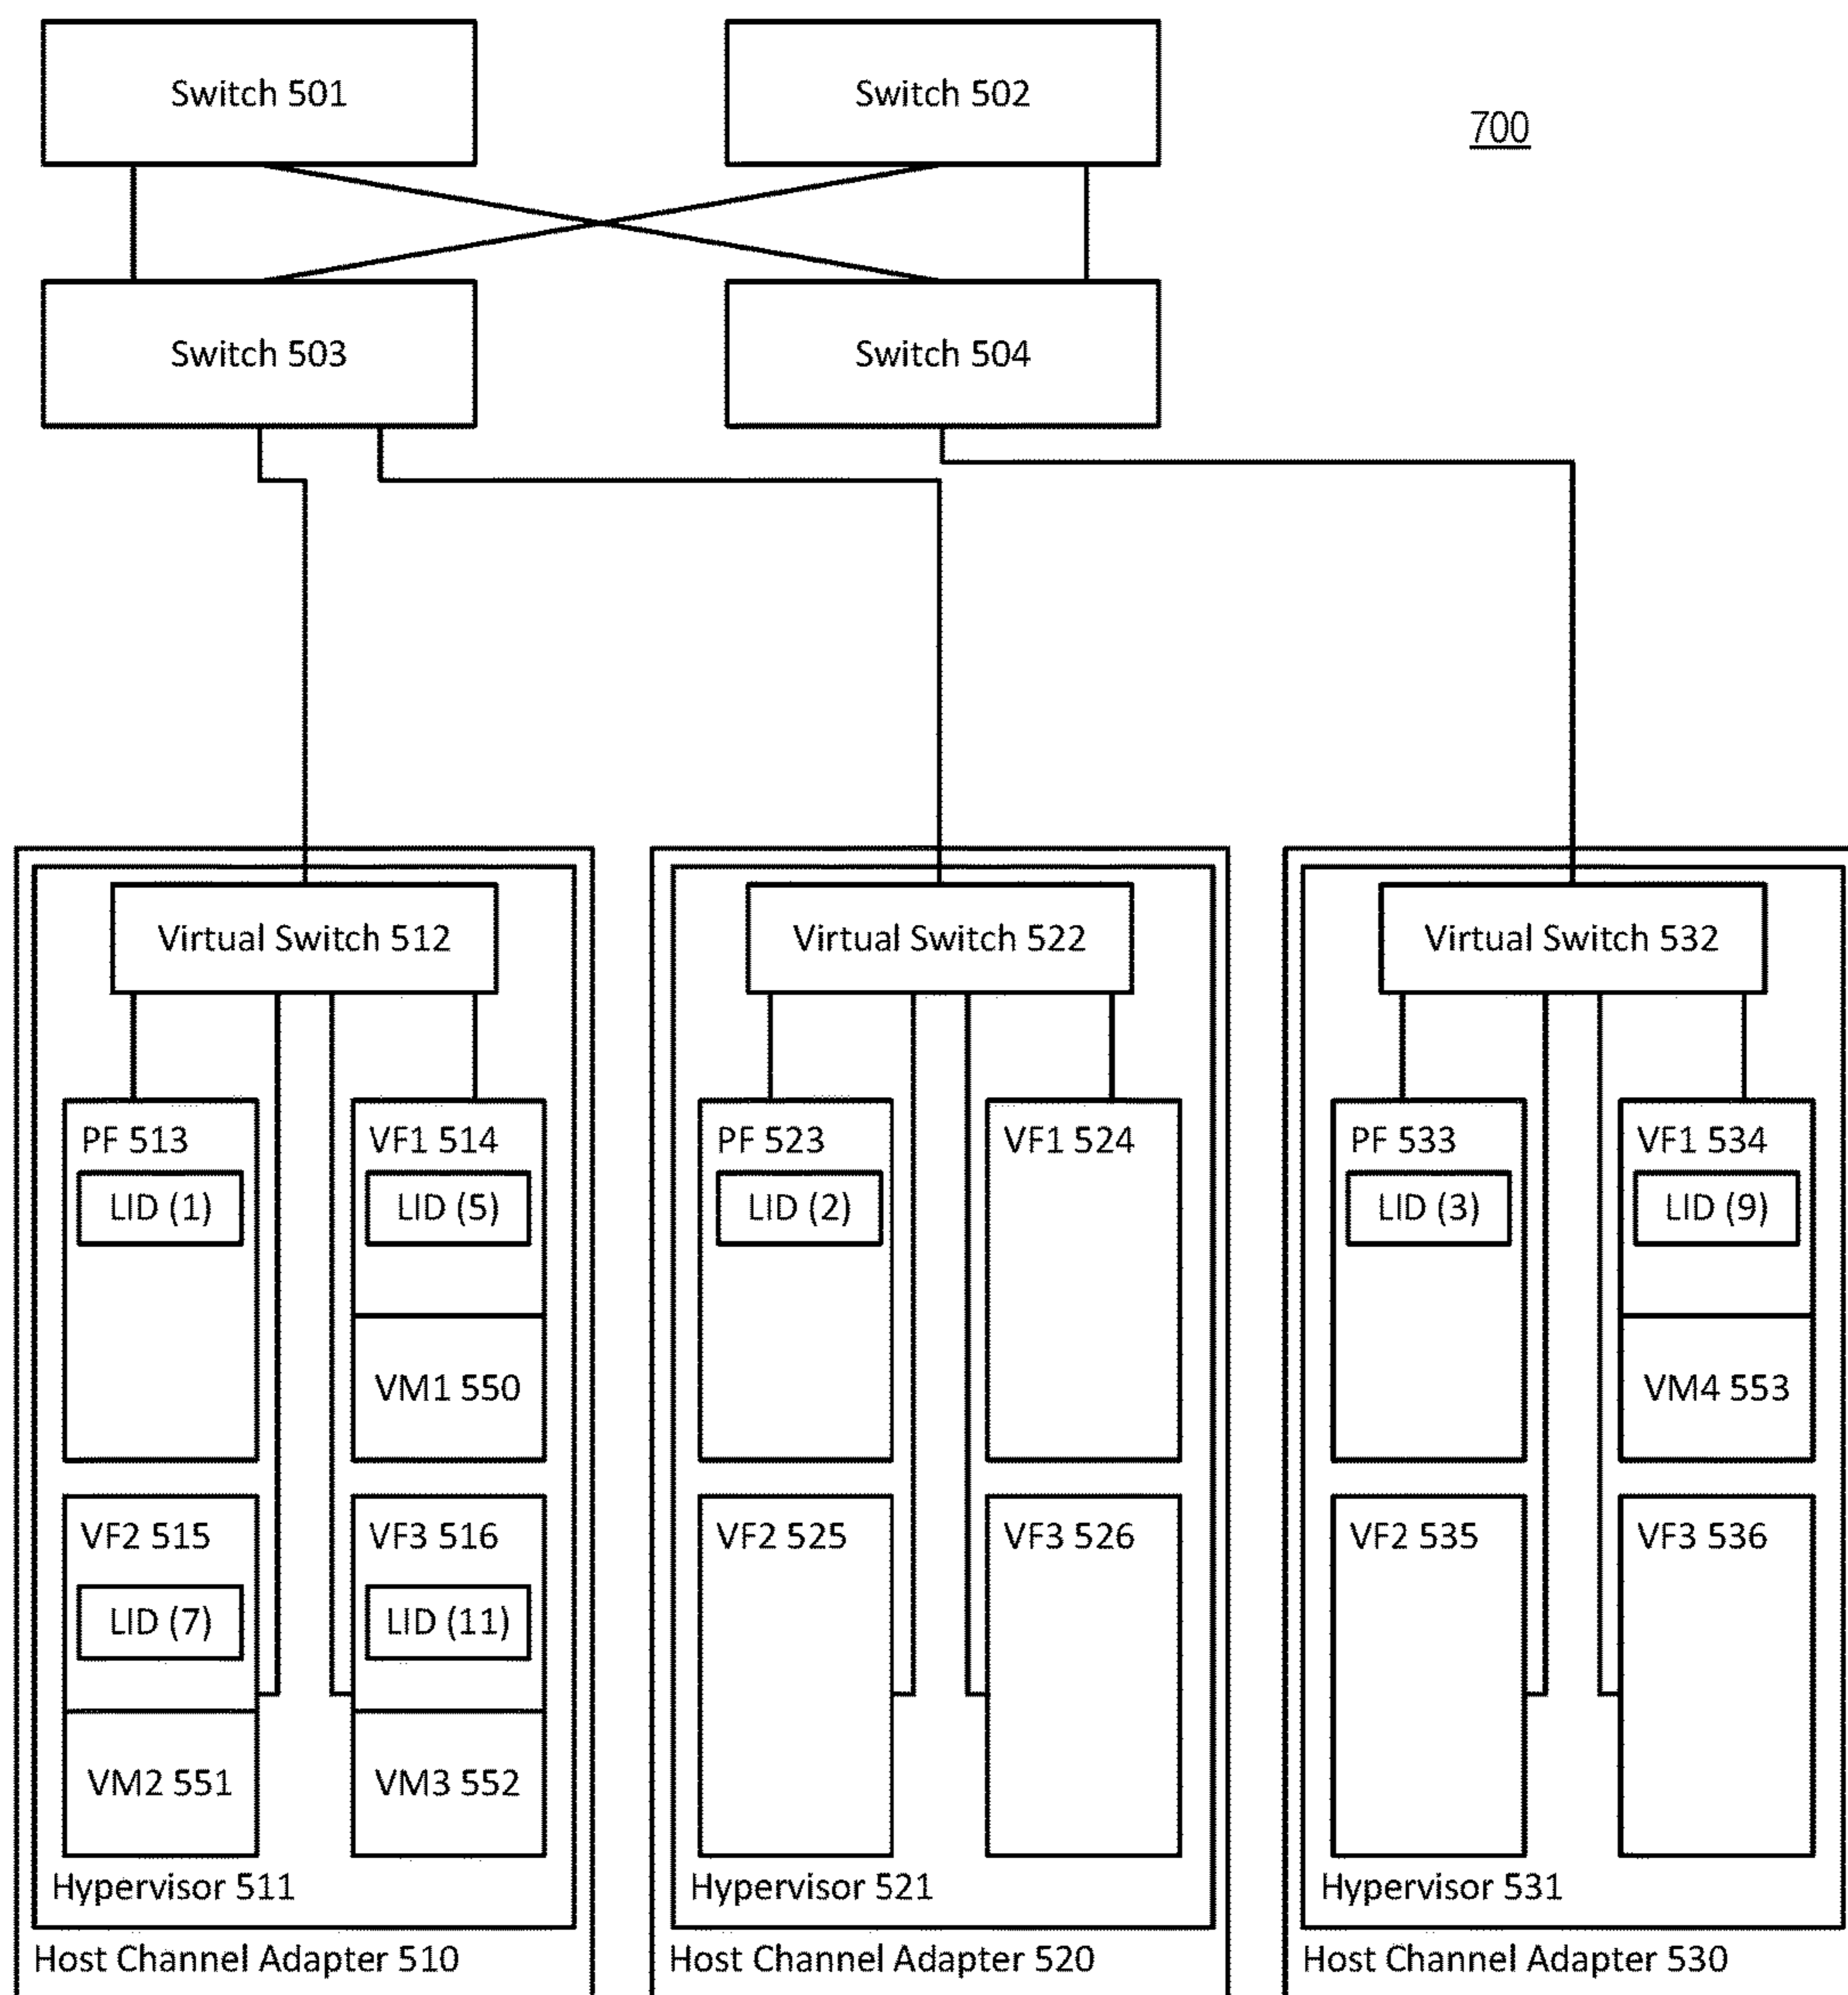 Switch 501
Switch 502
700
Switch 503
Switch 504
Virtual Switch 512
Virtual Switch 522
Virtual Switch 532
PF 513
LID (1)
VF1 514
LID (5)
VM1 550
PF 523
LID (2)
VF1 524
PF 533
LID (3)
VF1 534
LID (9)
VM4 553
VF2 515
LID (7)
VM2 551
VF3 516
LID (11)
VM3 552
VF2 525
VF3 526
VF2 535
VF3 536
Hypervisor 511
Hypervisor 521
Hypervisor 531
Host Channel Adapter 510
Host Channel Adapter 520
Host Channel Adapter 530